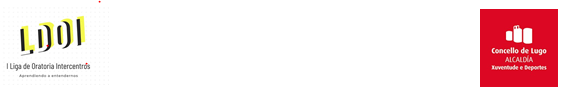 LDOI
I Liga de Oratoria Intercentros
Aprendiendo a entendernos
Concello de Lugo
ALCALDÍA
Xuventude e Deportes